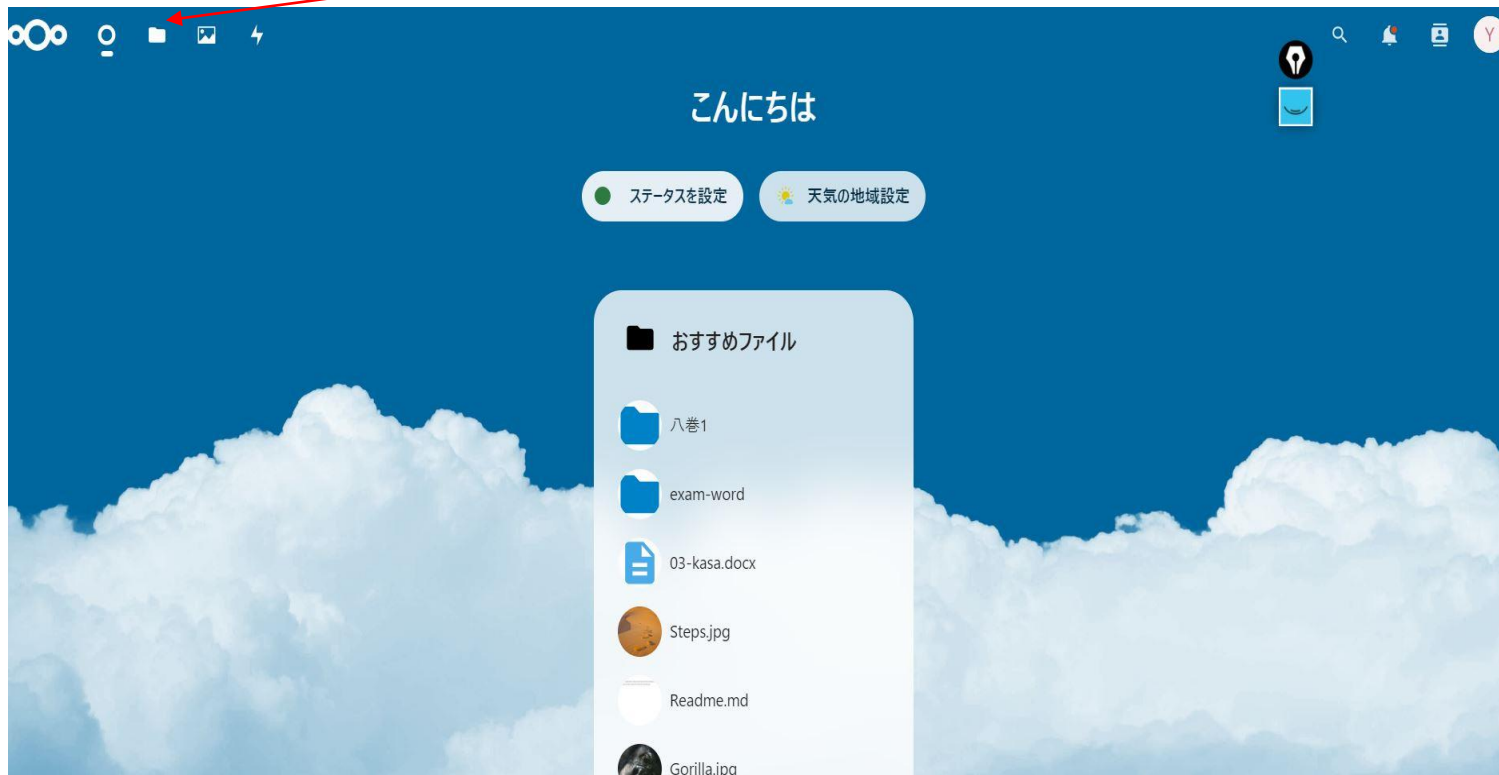 Y
こんにちは
ステータスを設定
天気の地域設定
おすすめファイル
八巻1
exam-word
03-kasa.docx
Steps.jpg
Readme.md
Gorilla.jpg